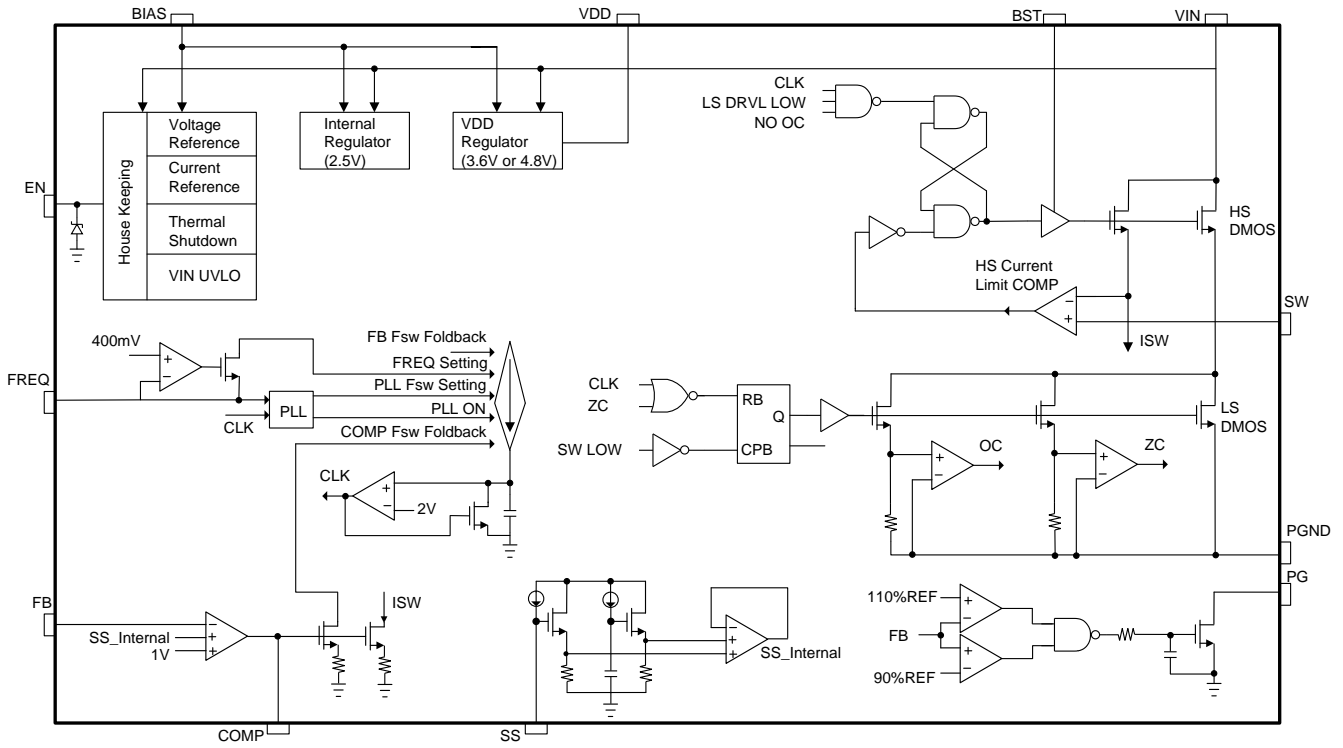 BIAS
VDD
BST
VIN
CLK
LS DRVL LOW
NO OC
House Keeping
Voltage
Reference
Current
Reference
Thermal
Shutdown
VIN UVLO
Internal
Regulator
(2.5V)
VDD
Regulator
(3.6V or 4.8V)
EN
HS
DMOS
HS Current
Limit COMP
−
+
SW
ISW
400mV
+
−
FB Fsw Foldback
FREQ Setting
PLL Fsw Setting
PLL ON
COMP Fsw Foldback
FREQ
PLL
CLK
CLK
ZC
RB
Q
CPB
SW LOW
LS
DMOS
+
−
OC
+
−
ZC
CLK
+
−
2V
PGND
PG
FB
SS_Internal
1V
−
+
+
ISW
−
+
+
SS_Internal
110%REF
+
−
FB
+
−
90%REF
COMP
SS